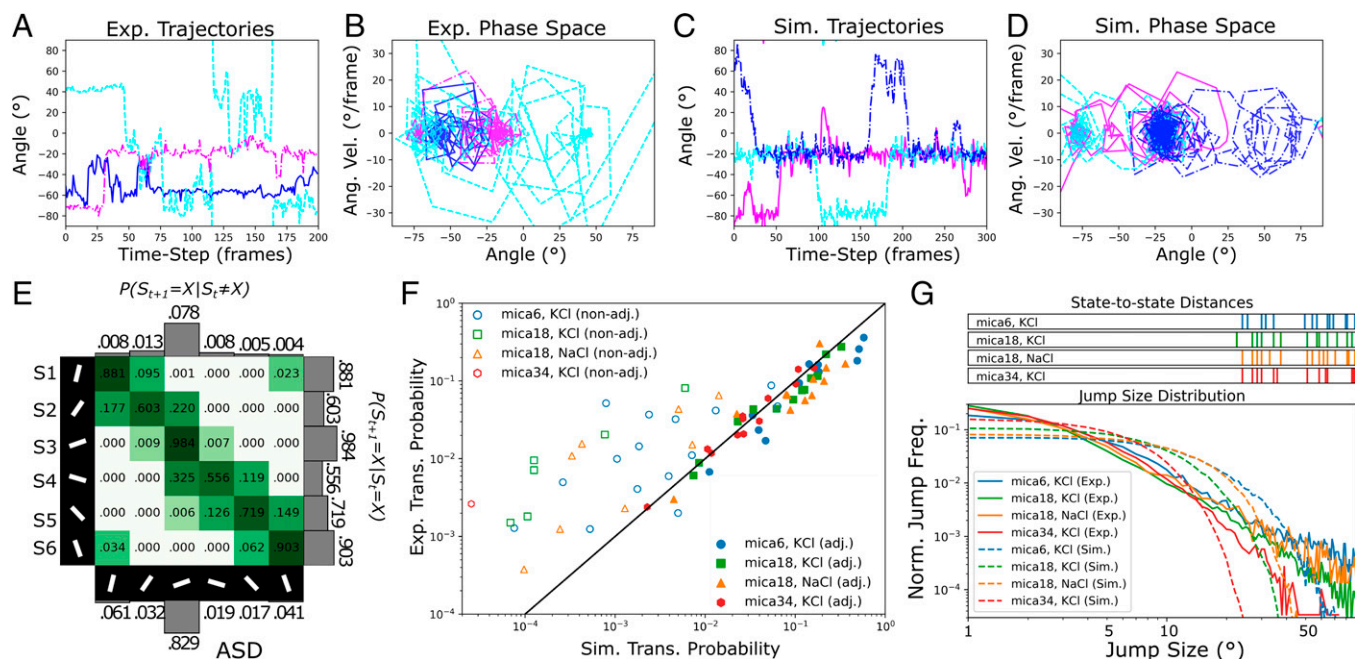 A
Exp. Trajectories
Angle (°)
80
60
40
20
0
−20
−40
−60
−80
0 25 50 75 100 125 150 175 200
Time-Step (frames)
B
Exp. Phase Space
Ang. Vel. (°/frame)
30
20
10
0
−10
−20
−30
−75 −50 −25 0 25 50 75
Angle (°)
C
Sim. Trajectories
Angle (°)
80
60
40
20
0
−20
−40
−60
−80
0 50 100 150 200 250 300
Time-Step (frames)
D
Sim. Phase Space
Ang. Vel. (°/frame)
30
20
10
0
−10
−20
−30
−75 −50 −25 0 25 50 75
Angle (°)
E
P(S_{t+1}=X|S_t≠X)
.078
.008 .013 .008 .005 .004
S1 .881 .095 .001 .000 .000 .023 .881
S2 .177 .603 .220 .000 .000 .000 .603
S3 .000 .009 .984 .007 .000 .000 .984
S4 .000 .000 .325 .556 .119 .000 .556
S5 .000 .000 .006 .126 .719 .149 .719
S6 .034 .000 .000 .000 .062 .903 .903
P(S_{t+1}=X|S_t=X)
.061 .032 .019 .017 .041
.829
ASD
F
Exp. Trans. Probability
10^0
10^−1
10^−2
10^−3
10^−4
mica6, KCl (non-adj.)
mica18, KCl (non-adj.)
mica18, NaCl (non-adj.)
mica34, KCl (non-adj.)
mica6, KCl (adj.)
mica18, KCl (adj.)
mica18, NaCl (adj.)
mica34, KCl (adj.)
10^−4 10^−3 10^−2 10^−1 10^0
Sim. Trans. Probability
G
State-to-state Distances
mica6, KCl
mica18, KCl
mica18, NaCl
mica34, KCl
Jump Size Distribution
Norm. Jump Freq.
10^−1
10^−2
10^−3
10^−4
mica6, KCl (Exp.)
mica18, KCl (Exp.)
mica18, NaCl (Exp.)
mica34, KCl (Exp.)
mica6, KCl (Sim.)
mica18, KCl (Sim.)
mica18, NaCl (Sim.)
mica34, KCl (Sim.)
1 5 10 50
Jump Size (°)